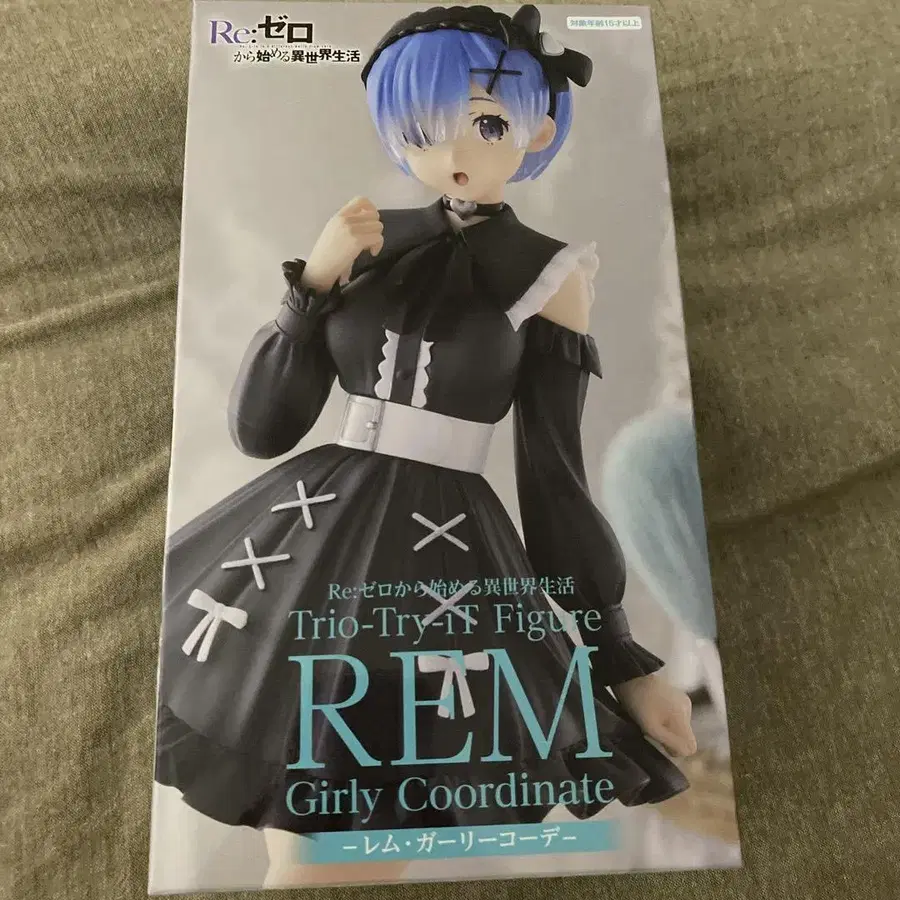 Re:ゼロ
から始める異世界生活
対象年齢15才以上
Re:ゼロから始める異世界生活
Trio-Try-iT Figure
REM
Girly Coordinate
-レム・ガーリーコーデ-